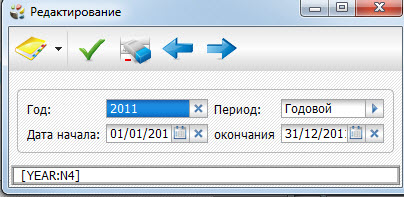 Редактирование
Год: 2011 Период: Годовой
Дата начала: 01/01/201 окончания 31/12/201
[YEAR:N4]